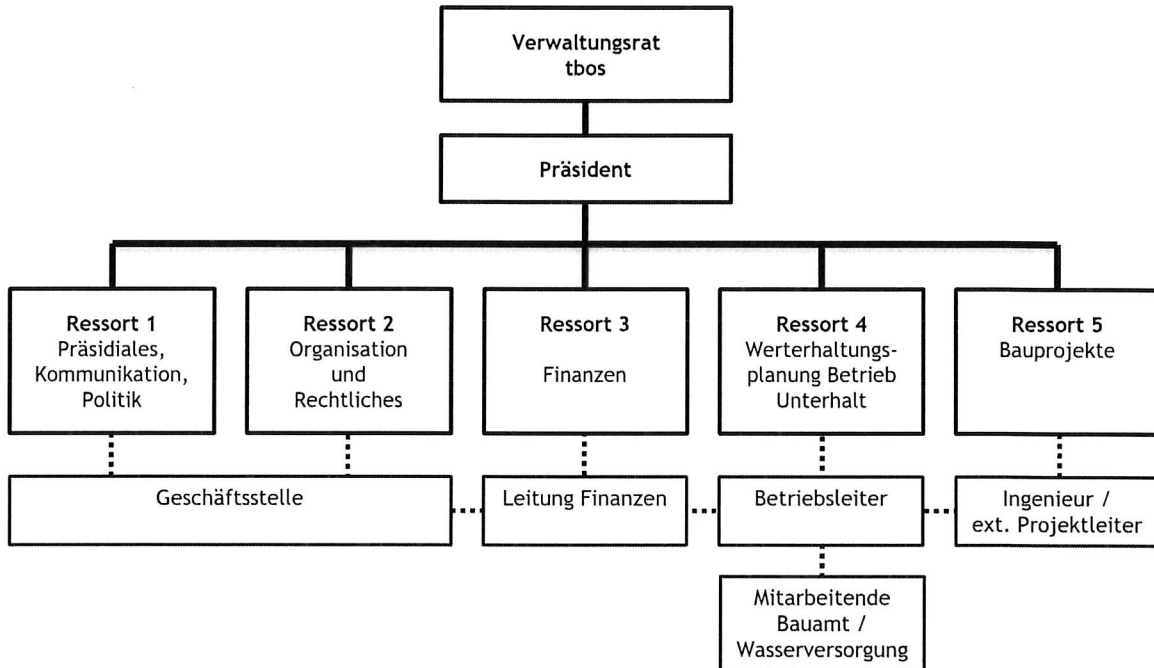 Verwaltungsrat
tbos
Präsident
Ressort 1
Präsidiales,
Kommunikation,
Politik
Ressort 2
Organisation
und
Rechtliches
Ressort 3
Finanzen
Ressort 4
Werterhaltungs-
planung Betrieb
Unterhalt
Ressort 5
Bauprojekte
Geschäftsstelle
Leitung Finanzen
Betriebsleiter
Ingenieur /
ext. Projektleiter
Mitarbeitende
Bauamt /
Wasserversorgung